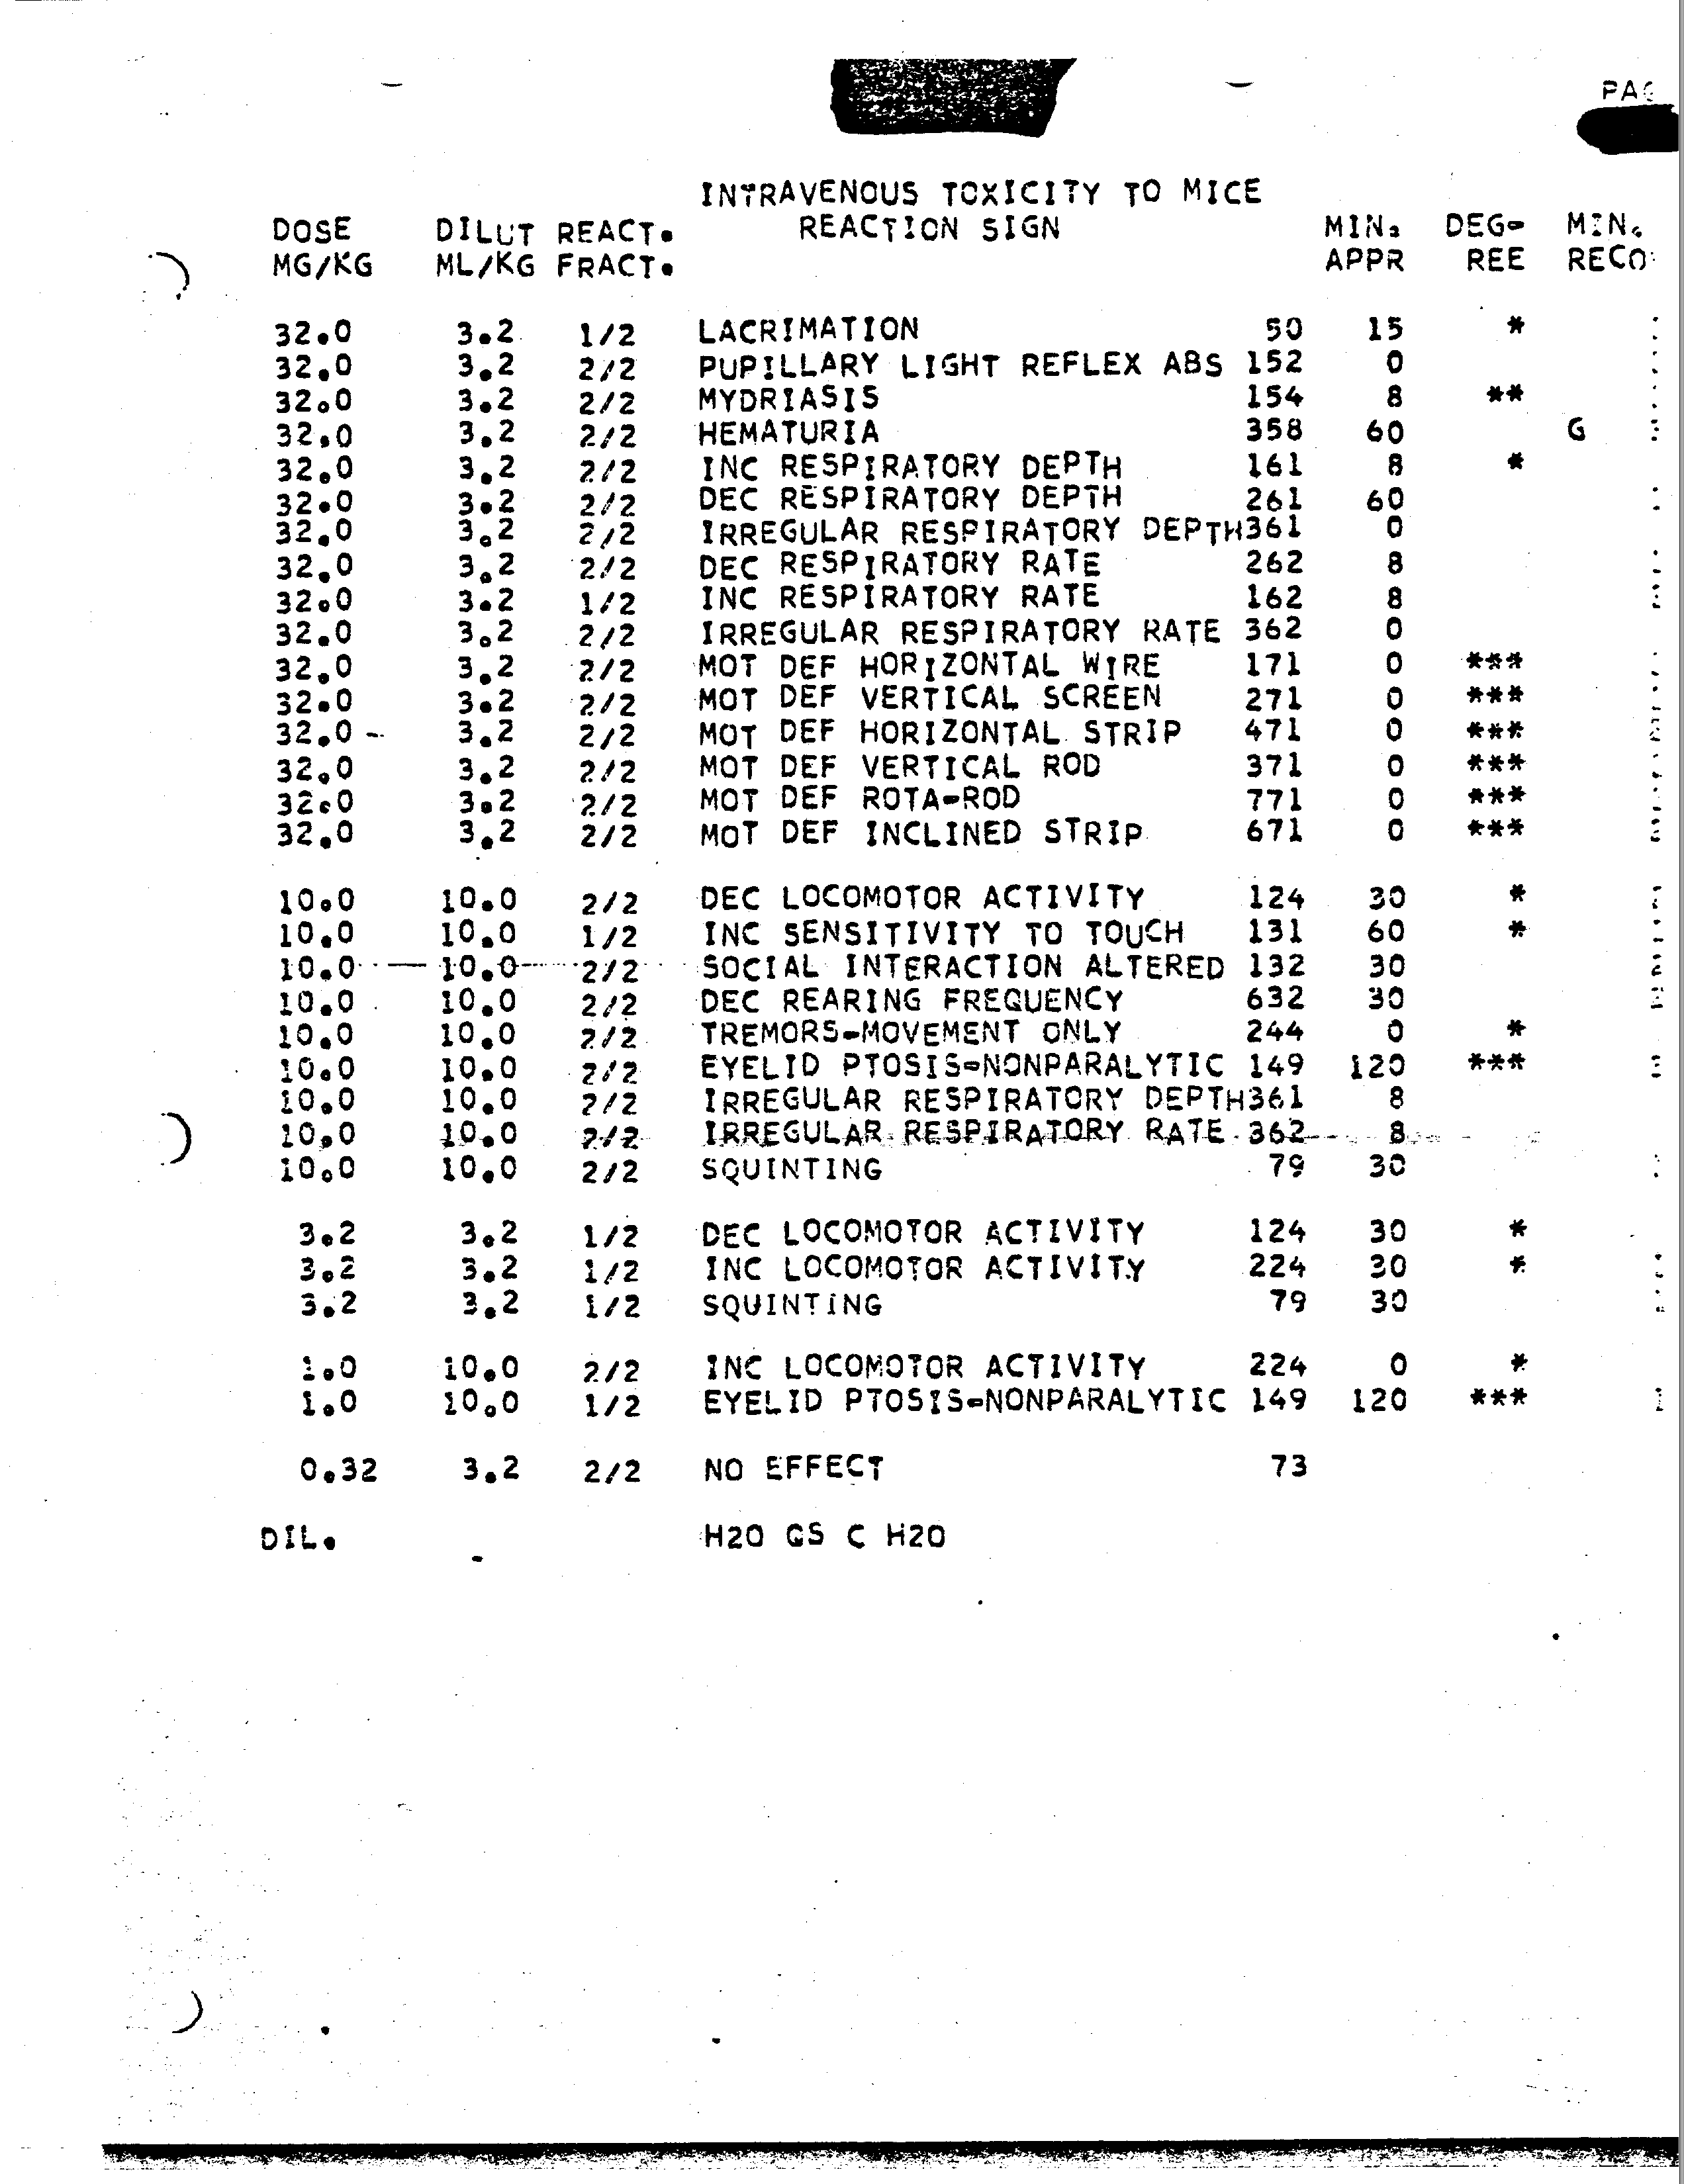 PAG
INTRAVENOUS TOXICITY TO MICE
DOSE DILUT REACT. REACTION SIGN MIN. DEG- MIN.
MG/KG ML/KG FRACT. APPR REE RECO
32.0 3.2 1/2 LACRIMATION 50 15 *
32.0 3.2 2/2 PUPILLARY LIGHT REFLEX ABS 152 0
32.0 3.2 2/2 MYDRIASIS 154 8 **
32.0 3.2 2/2 HEMATURIA 358 60 G
32.0 3.2 2/2 INC RESPIRATORY DEPTH 161 8 *
32.0 3.2 2/2 DEC RESPIRATORY DEPTH 261 60
32.0 3.2 2/2 IRREGULAR RESPIRATORY DEPTH361 0
32.0 3.2 2/2 DEC RESPIRATORY RATE 262 8
32.0 3.2 1/2 INC RESPIRATORY RATE 162 8
32.0 3.2 2/2 IRREGULAR RESPIRATORY RATE 362 0
32.0 3.2 2/2 MOT DEF HORIZONTAL WIRE 171 0 ***
32.0 3.2 2/2 MOT DEF VERTICAL SCREEN 271 0 ***
32.0 3.2 2/2 MOT DEF HORIZONTAL STRIP 471 0 ***
32.0 3.2 2/2 MOT DEF VERTICAL ROD 371 0 ***
32.0 3.2 2/2 MOT DEF ROTA-ROD 771 0 ***
32.0 3.2 2/2 MOT DEF INCLINED STRIP 671 0 ***
10.0 10.0 2/2 DEC LOCOMOTOR ACTIVITY 124 30 *
10.0 10.0 1/2 INC SENSITIVITY TO TOUCH 131 60 *
10.0 10.0 2/2 SOCIAL INTERACTION ALTERED 132 30
10.0 10.0 2/2 DEC REARING FREQUENCY 632 30
10.0 10.0 2/2 TREMORS-MOVEMENT ONLY 244 0 *
10.0 10.0 2/2 EYELID PTOSIS-NONPARALYTIC 149 120 ***
10.0 10.0 2/2 IRREGULAR RESPIRATORY DEPTH361 8
10.0 10.0 2/2 IRREGULAR RESPIRATORY RATE 362 8
10.0 10.0 2/2 SQUINTING 79 30
3.2 3.2 1/2 DEC LOCOMOTOR ACTIVITY 124 30 *
3.2 3.2 1/2 INC LOCOMOTOR ACTIVITY 224 30 *
3.2 3.2 1/2 SQUINTING 79 30
1.0 10.0 2/2 INC LOCOMOTOR ACTIVITY 224 0 *
1.0 10.0 1/2 EYELID PTOSIS-NONPARALYTIC 149 120 ***
0.32 3.2 2/2 NO EFFECT 73
DIL. H2O GS C H2O